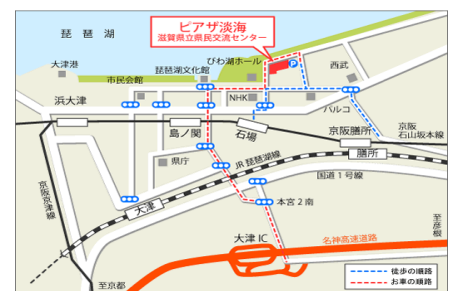 ピアザ淡海
滋賀県立県民交流センター
琵琶湖
大津港
市民会館
琵琶湖文化館
びわ湖ホール
P
西武
浜大津
NHK
パルコ
島ノ関
石場
京阪膳所
京阪
石山坂本線
県庁
JR琵琶湖線
膳所
国道1号線
京阪京津線
大津
本宮2南
至彦根
大津IC
名神高速道路
至京都
徒歩の順路
お車の順路